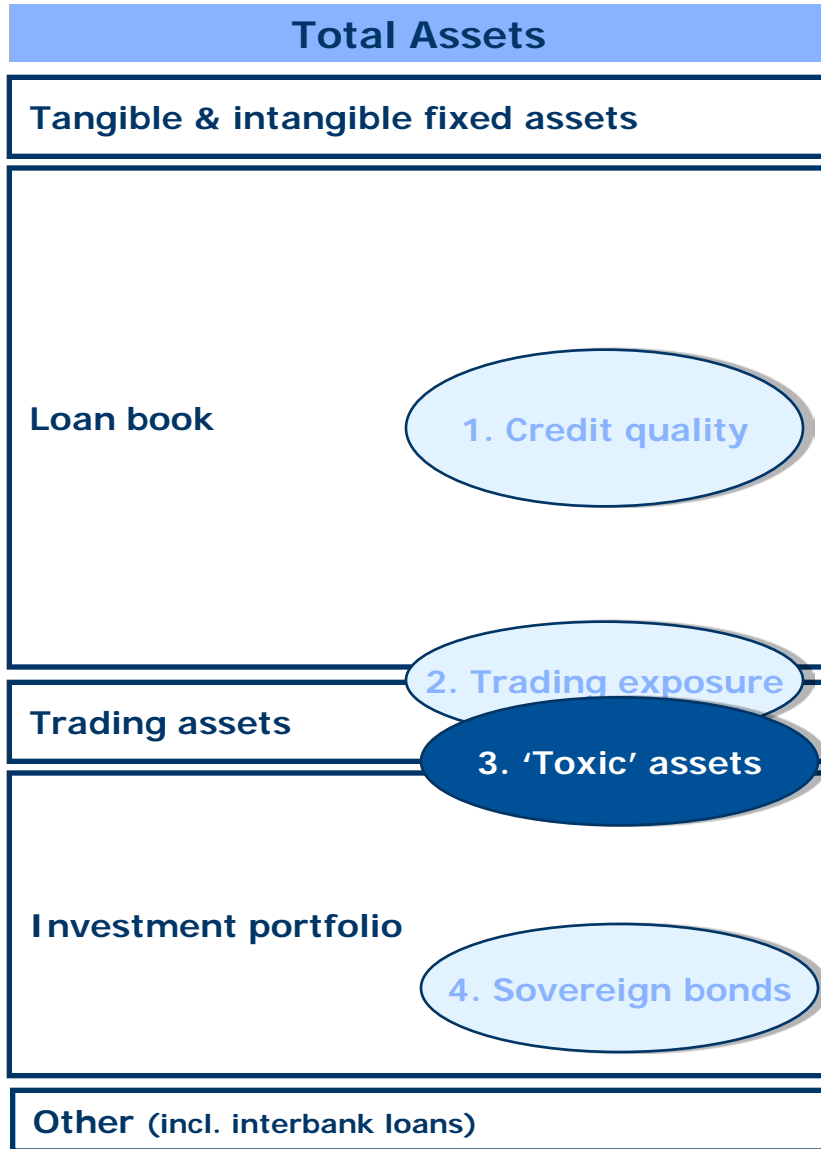 Total Assets
Tangible & intangible fixed assets
Loan book
1. Credit quality
2. Trading exposure
Trading assets
3. ‘Toxic’ assets
Investment portfolio
4. Sovereign bonds
Other (incl. interbank loans)